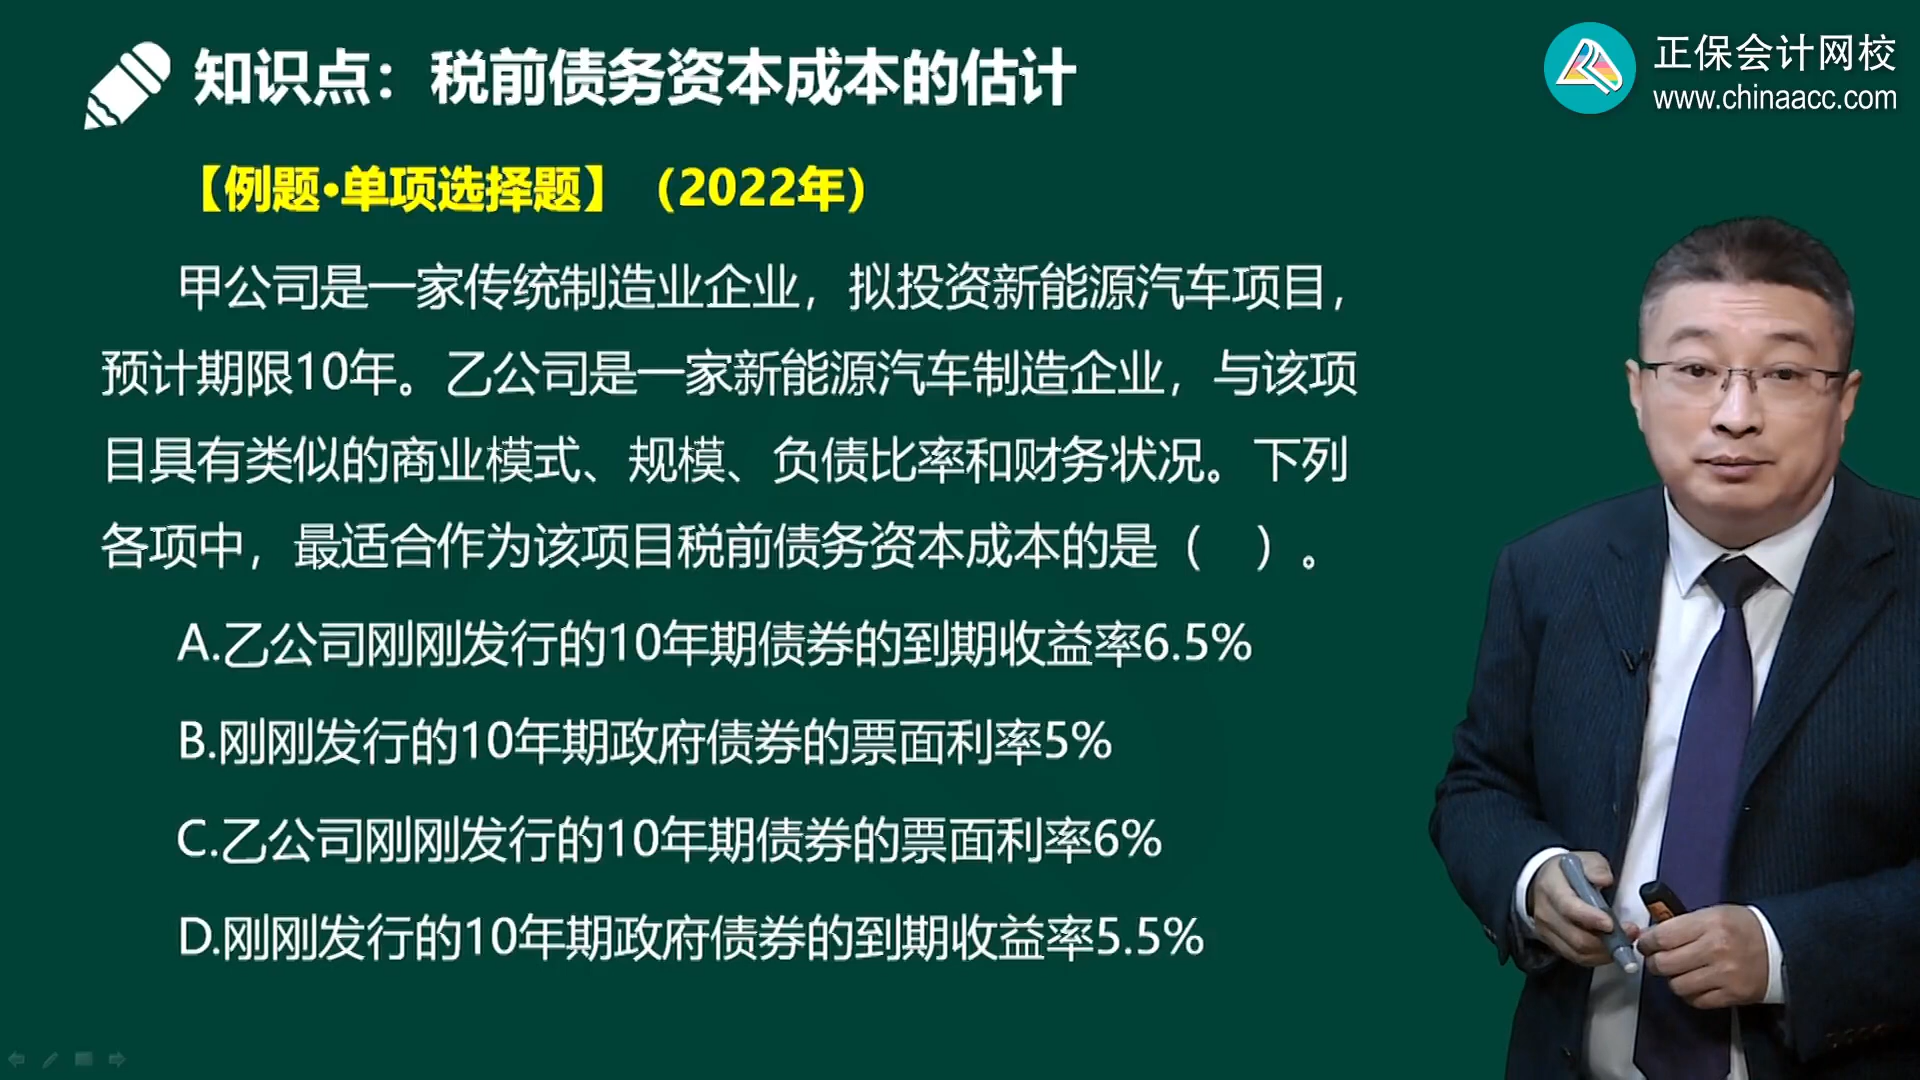 知识点：税前债务资本成本的估计
正保会计网校
www.chinaacc.com
【例题•单项选择题】（2022年）
甲公司是一家传统制造业企业，拟投资新能源汽车项目，
预计期限10年。乙公司是一家新能源汽车制造企业，与该项
目具有类似的商业模式、规模、负债比率和财务状况。下列
各项中，最适合作为该项目税前债务资本成本的是（　）。
A.乙公司刚刚发行的10年期债券的到期收益率6.5%
B.刚刚发行的10年期政府债券的票面利率5%
C.乙公司刚刚发行的10年期债券的票面利率6%
D.刚刚发行的10年期政府债券的到期收益率5.5%